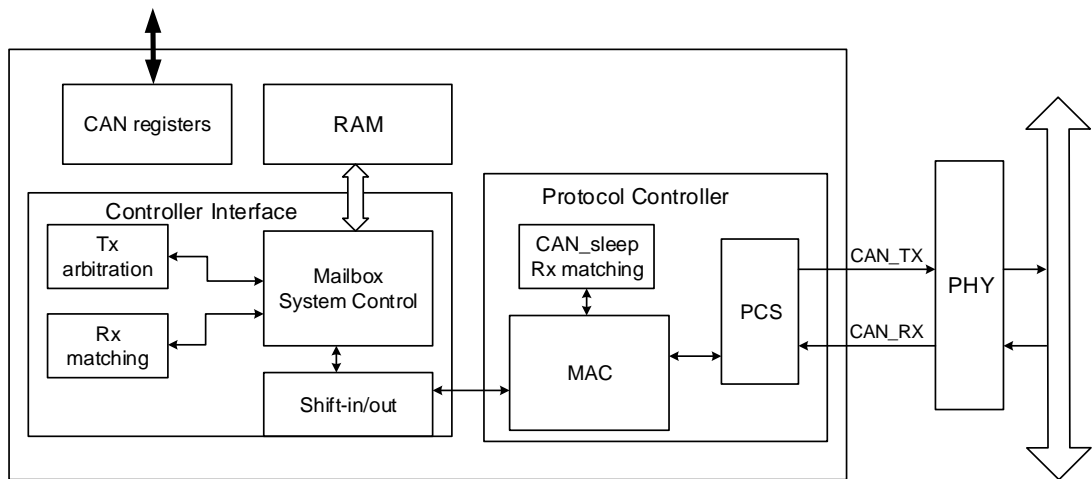 CAN registers
RAM
Controller Interface
Tx
arbitration
Rx
matching
Mailbox
System Control
Shift-in/out
Protocol Controller
CAN_sleep
Rx matching
MAC
PCS
CAN_TX
CAN_RX
PHY